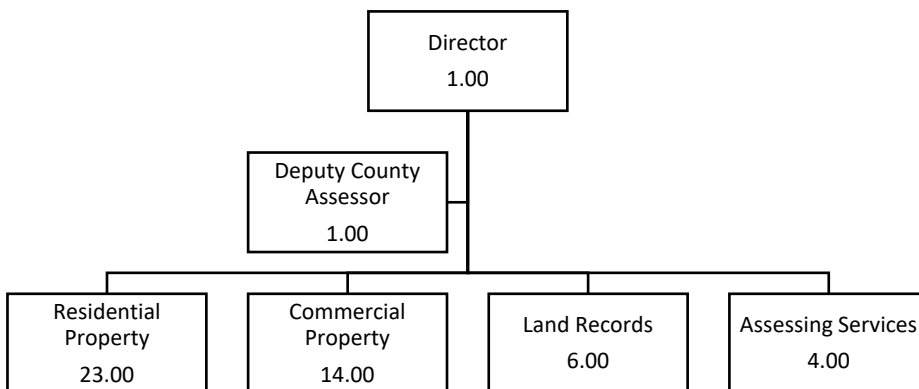 Director
1.00
Deputy County
Assessor
1.00
Residential
Property
23.00
Commercial
Property
14.00
Land Records
6.00
Assessing Services
4.00